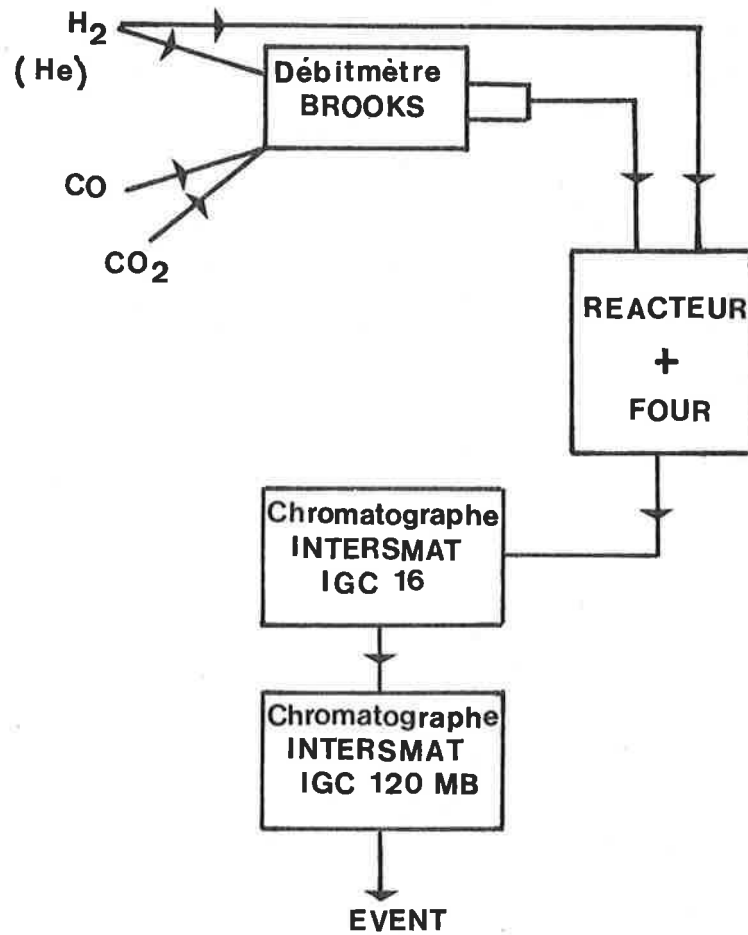 H₂
(He)
Débitmètre
BROOKS
CO
CO₂
REACTEUR
+
FOUR
Chromatographe
INTERSMAT
IGC 16
Chromatographe
INTERSMAT
IGC 120 MB
EVENT